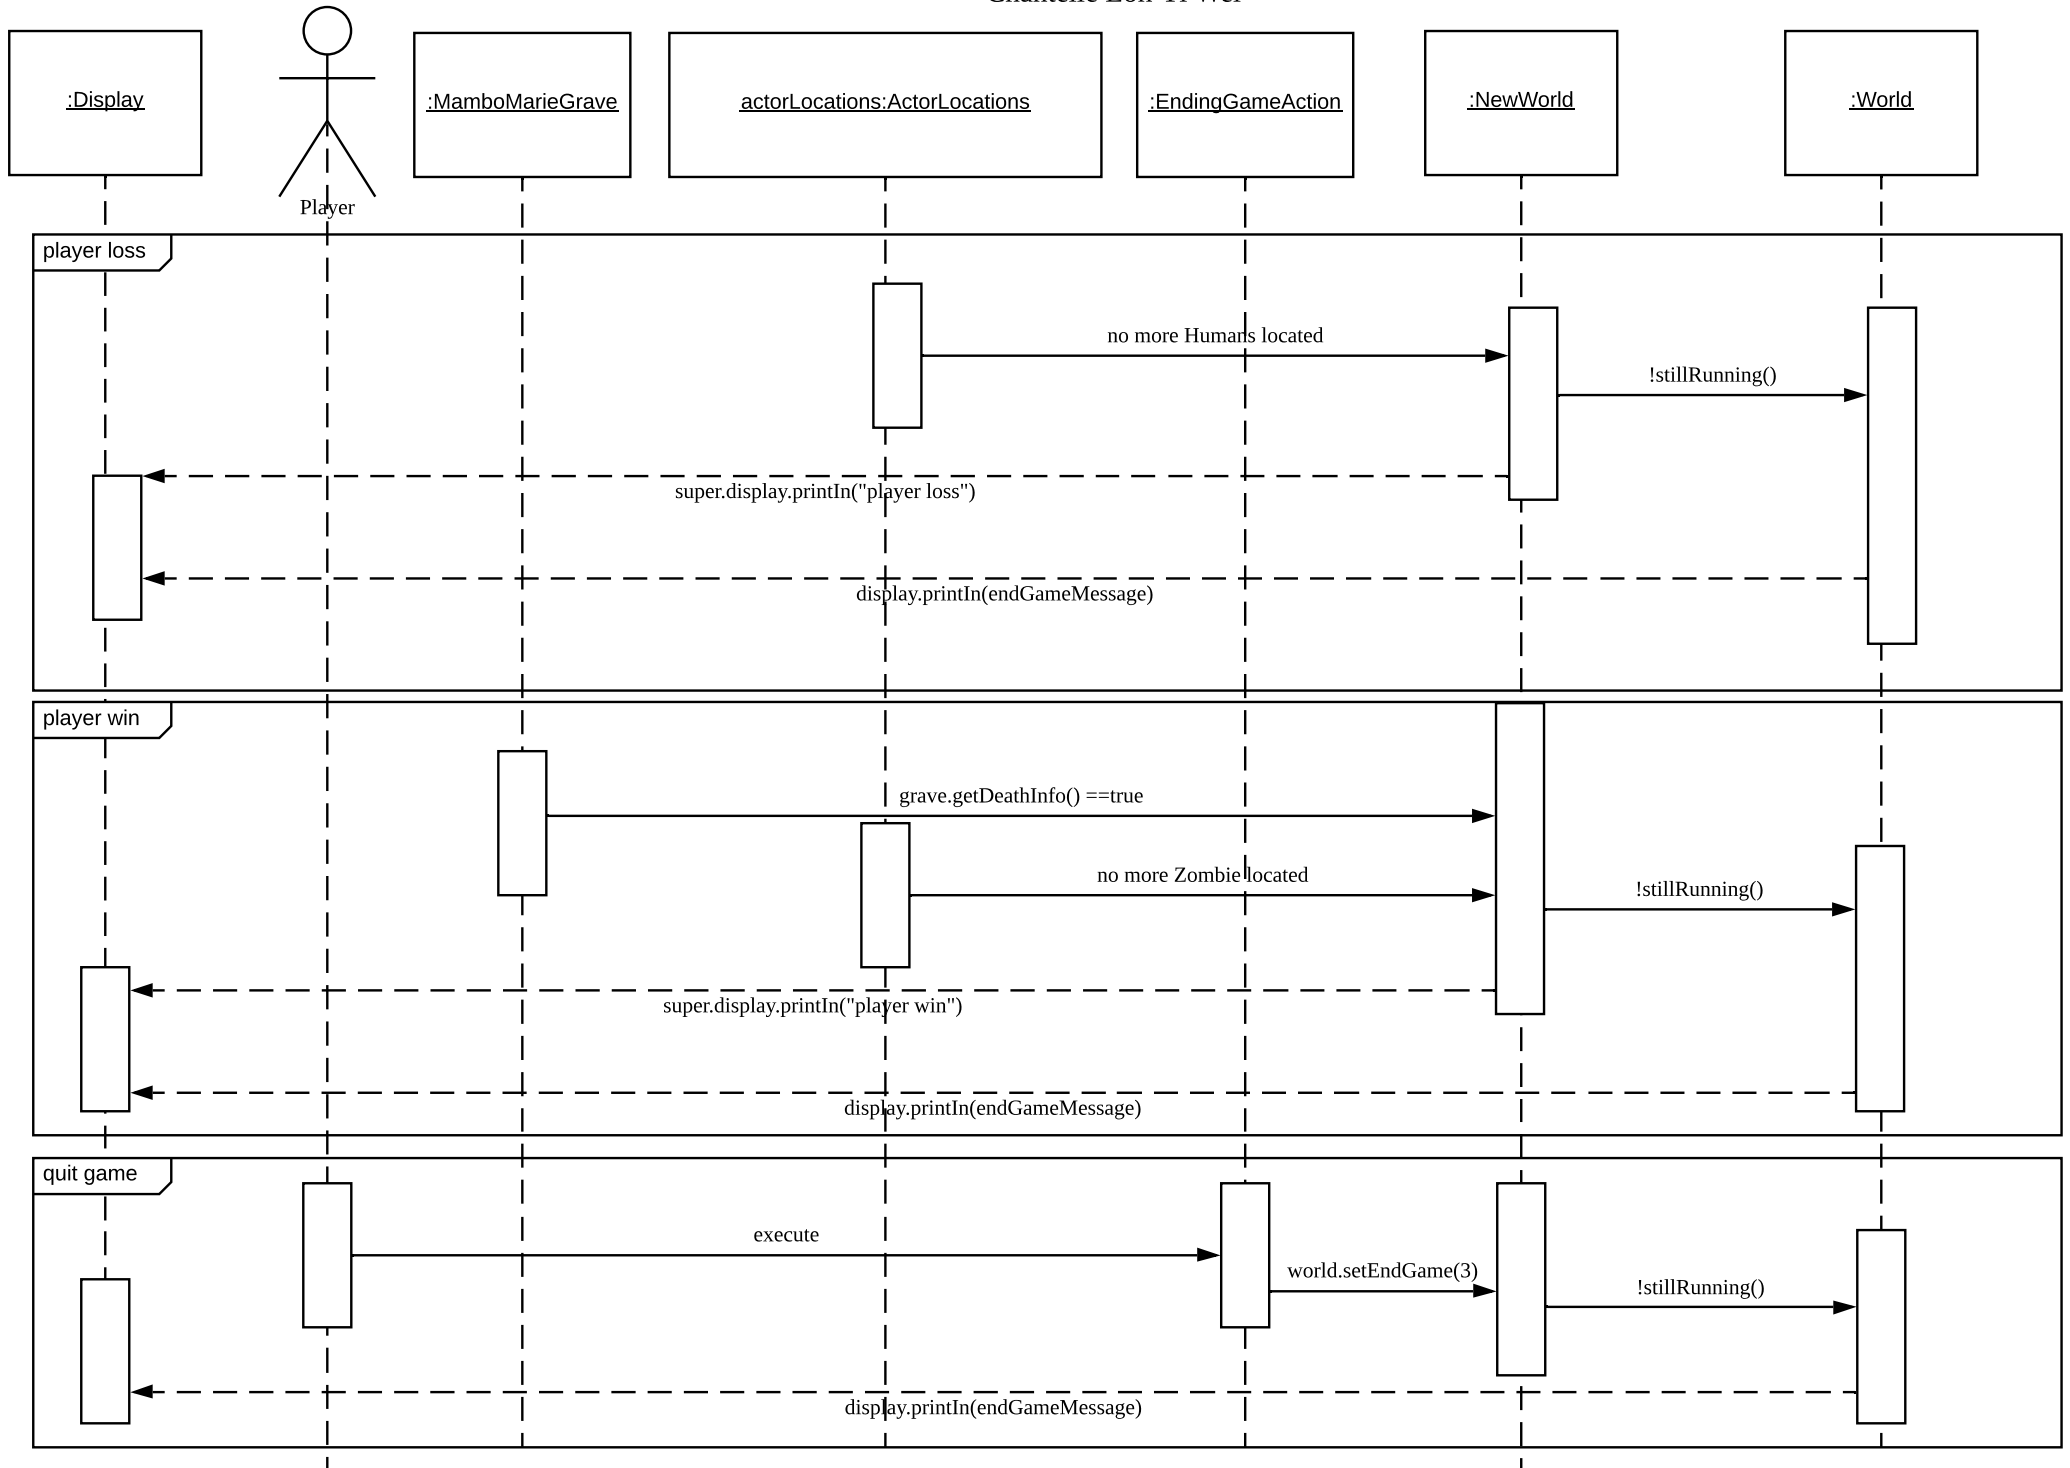 :Display
Player
:MamboMarieGrave
actorLocations:ActorLocations
:EndingGameAction
:NewWorld
:World
player loss
no more Humans located
!stillRunning()
super.display.printIn("player loss")
display.printIn(endGameMessage)
player win
grave.getDeathInfo() ==true
no more Zombie located
!stillRunning()
super.display.printIn("player win")
display.printIn(endGameMessage)
quit game
execute
world.setEndGame(3)
!stillRunning()
display.printIn(endGameMessage)